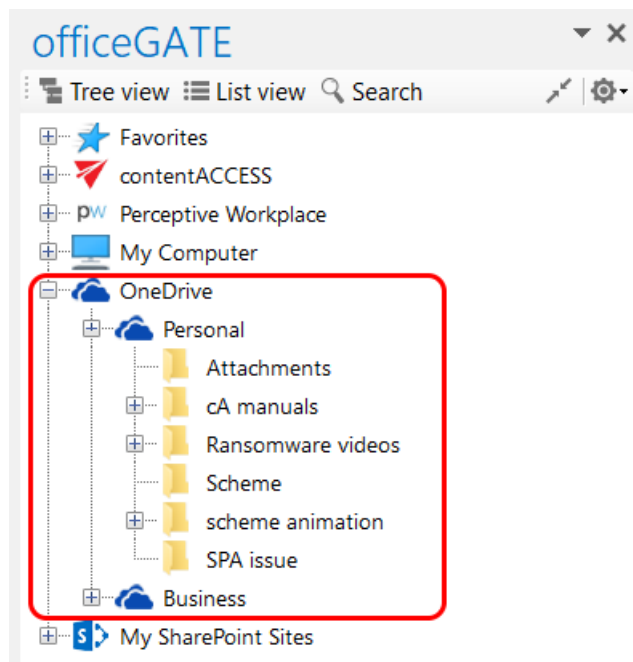 officeGATE
Tree view List view Search
Favorites
contentACCESS
pw Perceptive Workplace
My Computer
OneDrive
Personal
Attachments
cA manuals
Ransomware videos
Scheme
scheme animation
SPA issue
Business
S My SharePoint Sites